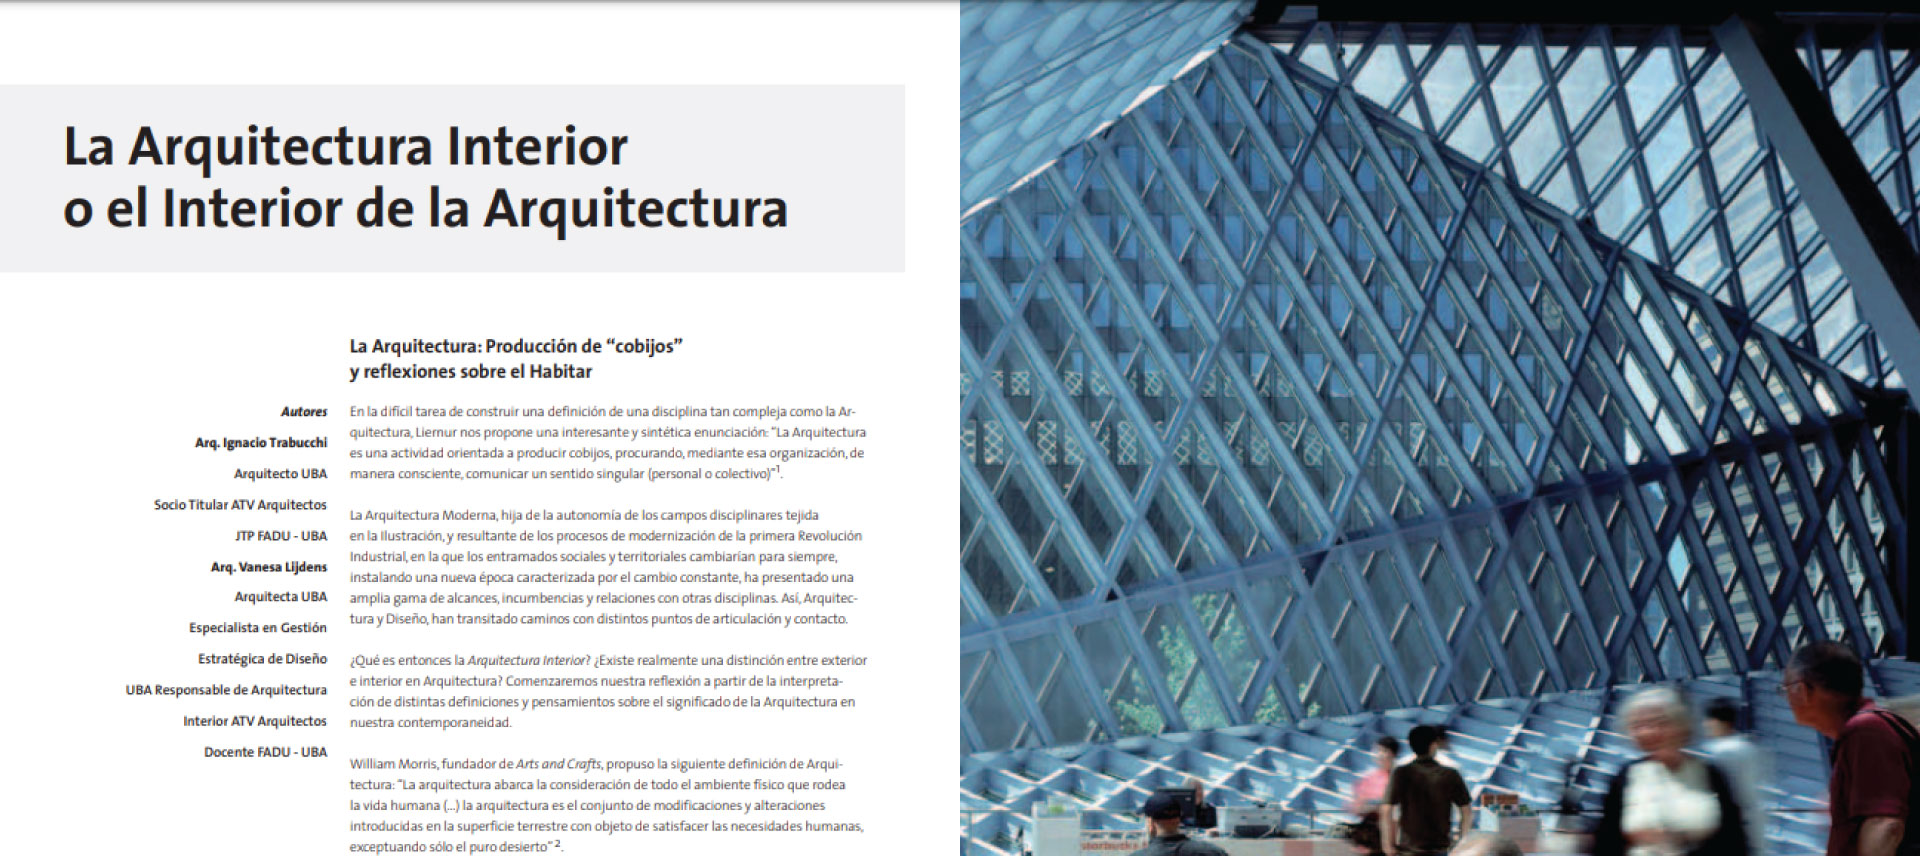 La Arquitectura Interior
o el Interior de la Arquitectura
La Arquitectura: Producción de “cobijos”
y reflexiones sobre el Habitar
Autores
Arq. Ignacio Trabucchi
Arquitecto UBA
Socio Titular ATV Arquitectos
JTP FADU - UBA
Arq. Vanesa Lijdens
Arquitecta UBA
Especialista en Gestión
Estratégica de Diseño
UBA Responsable de Arquitectura
Interior ATV Arquitectos
Docente FADU - UBA
En la difícil tarea de construir una definición de una disciplina tan compleja como la Ar-
quitectura, Liernur nos propone una interesante y sintética enunciación: “La Arquitectura
es una actividad orientada a producir cobijos, procurando, mediante esa organización, de
manera consciente, comunicar un sentido singular (personal o colectivo)”1.
La Arquitectura Moderna, hija de la autonomía de los campos disciplinares tejida
en la Ilustración, y resultante de los procesos de modernización de la primera Revolución
Industrial, en la que los entramados sociales y territoriales cambiarían para siempre,
instalando una nueva época caracterizada por el cambio constante, ha presentado una
amplia gama de alcances, incumbencias y relaciones con otras disciplinas. Así, Arquitec-
tura y Diseño, han transitado caminos con distintos puntos de articulación y contacto.
¿Qué es entonces la Arquitectura Interior? ¿Existe realmente una distinción entre exterior
e interior en Arquitectura? Comenzaremos nuestra reflexión a partir de la interpreta-
ción de distintas definiciones y pensamientos sobre el significado de la Arquitectura en
nuestra contemporaneidad.
William Morris, fundador de Arts and Crafts, propuso la siguiente definición de Arqui-
tectura: “La arquitectura abarca la consideración de todo el ambiente físico que rodea
la vida humana (...) la arquitectura es el conjunto de modificaciones y alteraciones
introducidas en la superficie terrestre con objeto de satisfacer las necesidades humanas,
exceptuando sólo el puro desierto” 2.
starbucks